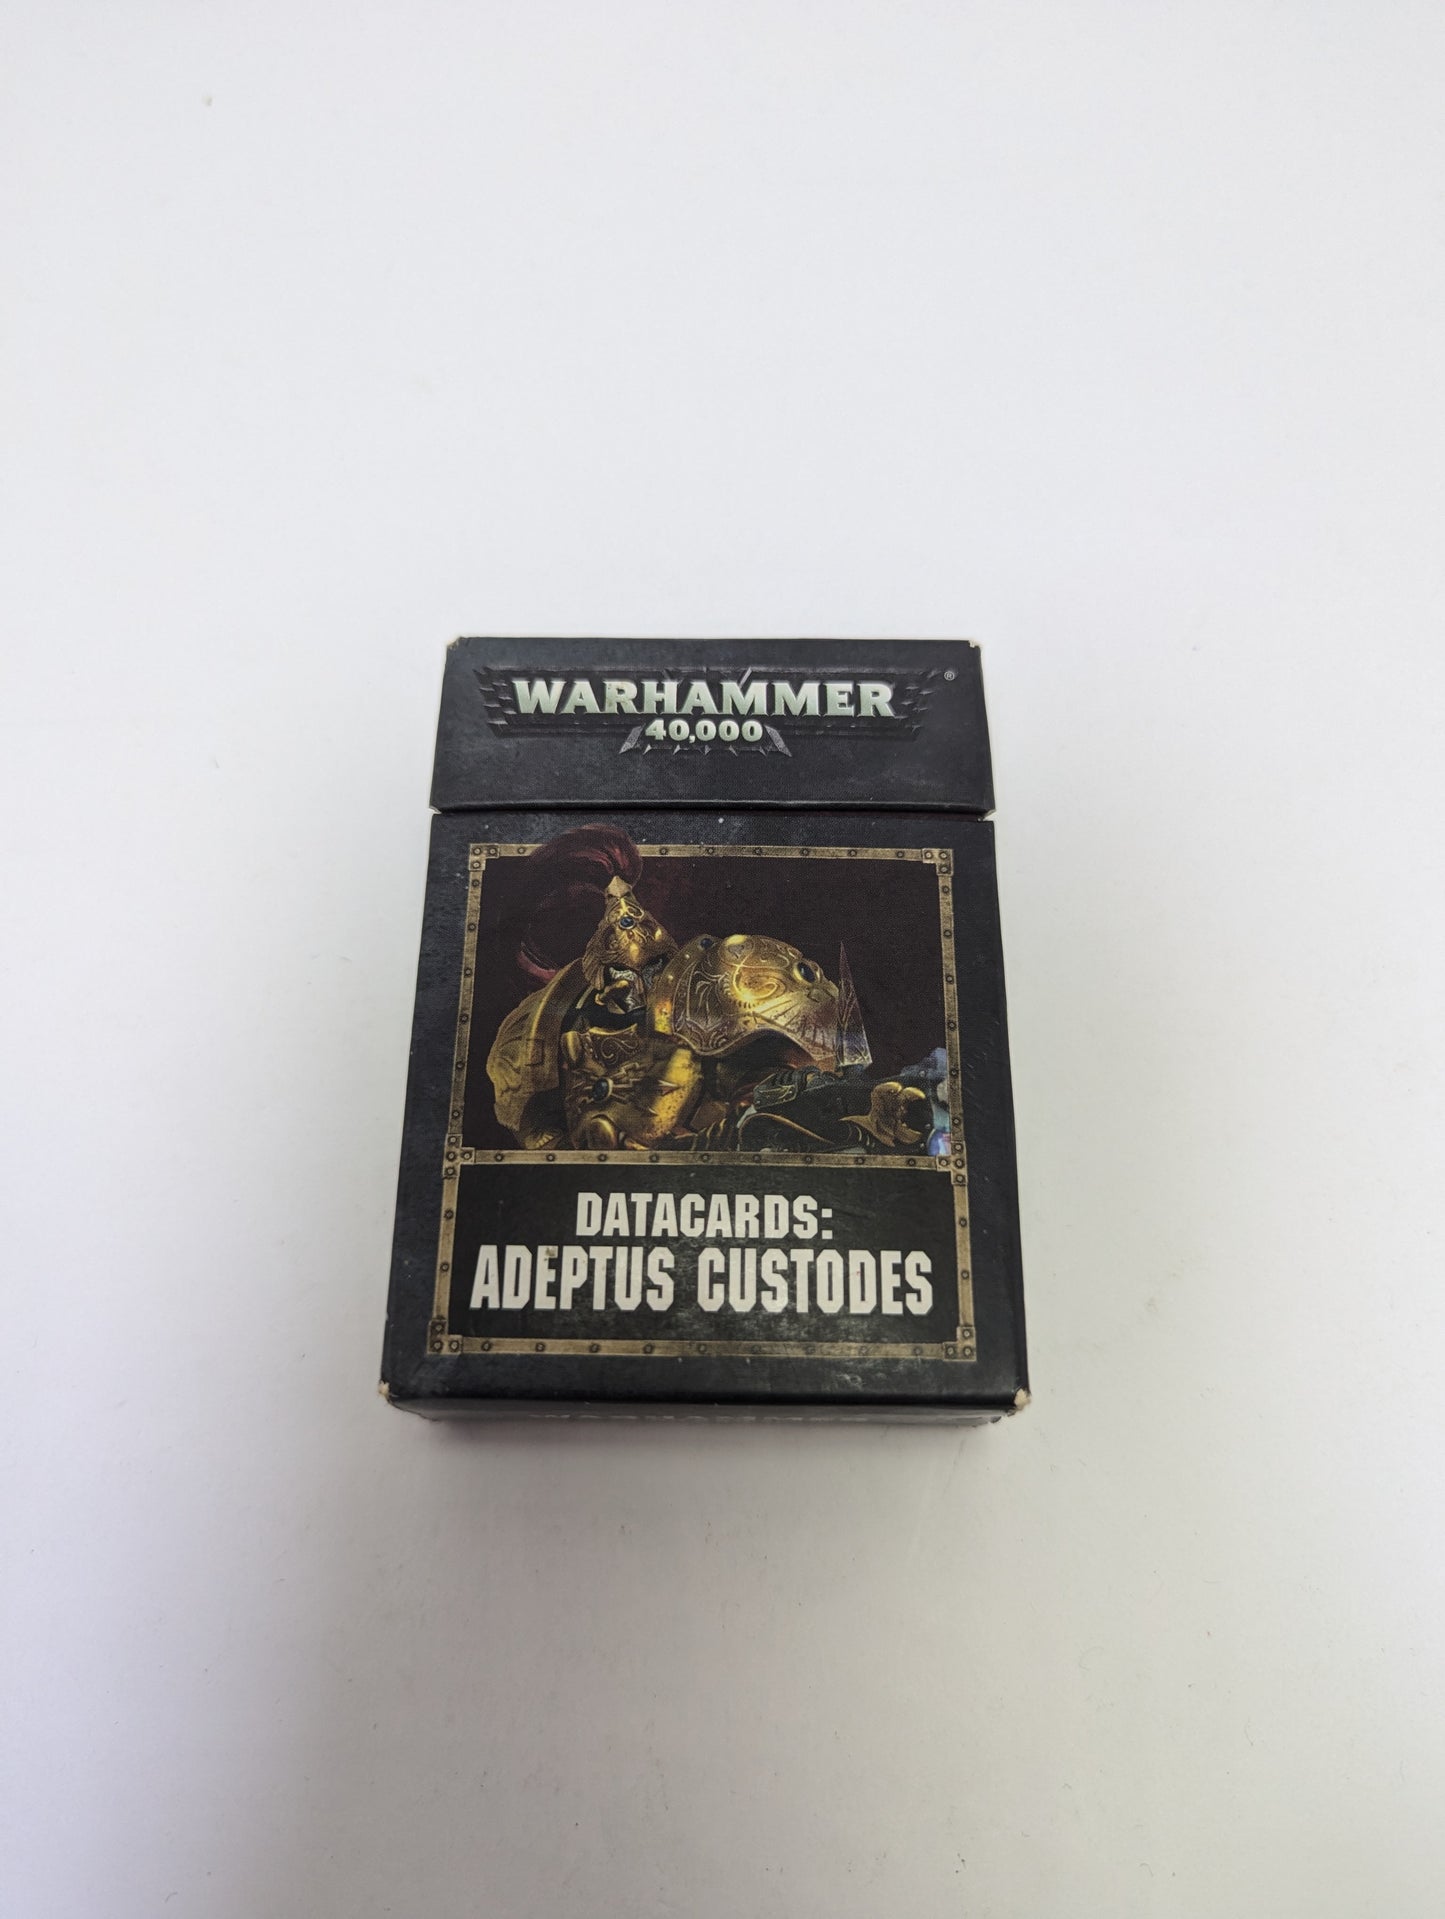 WARHAMMER®
40,000
DATACARDS:
ADEPTUS CUSTODES